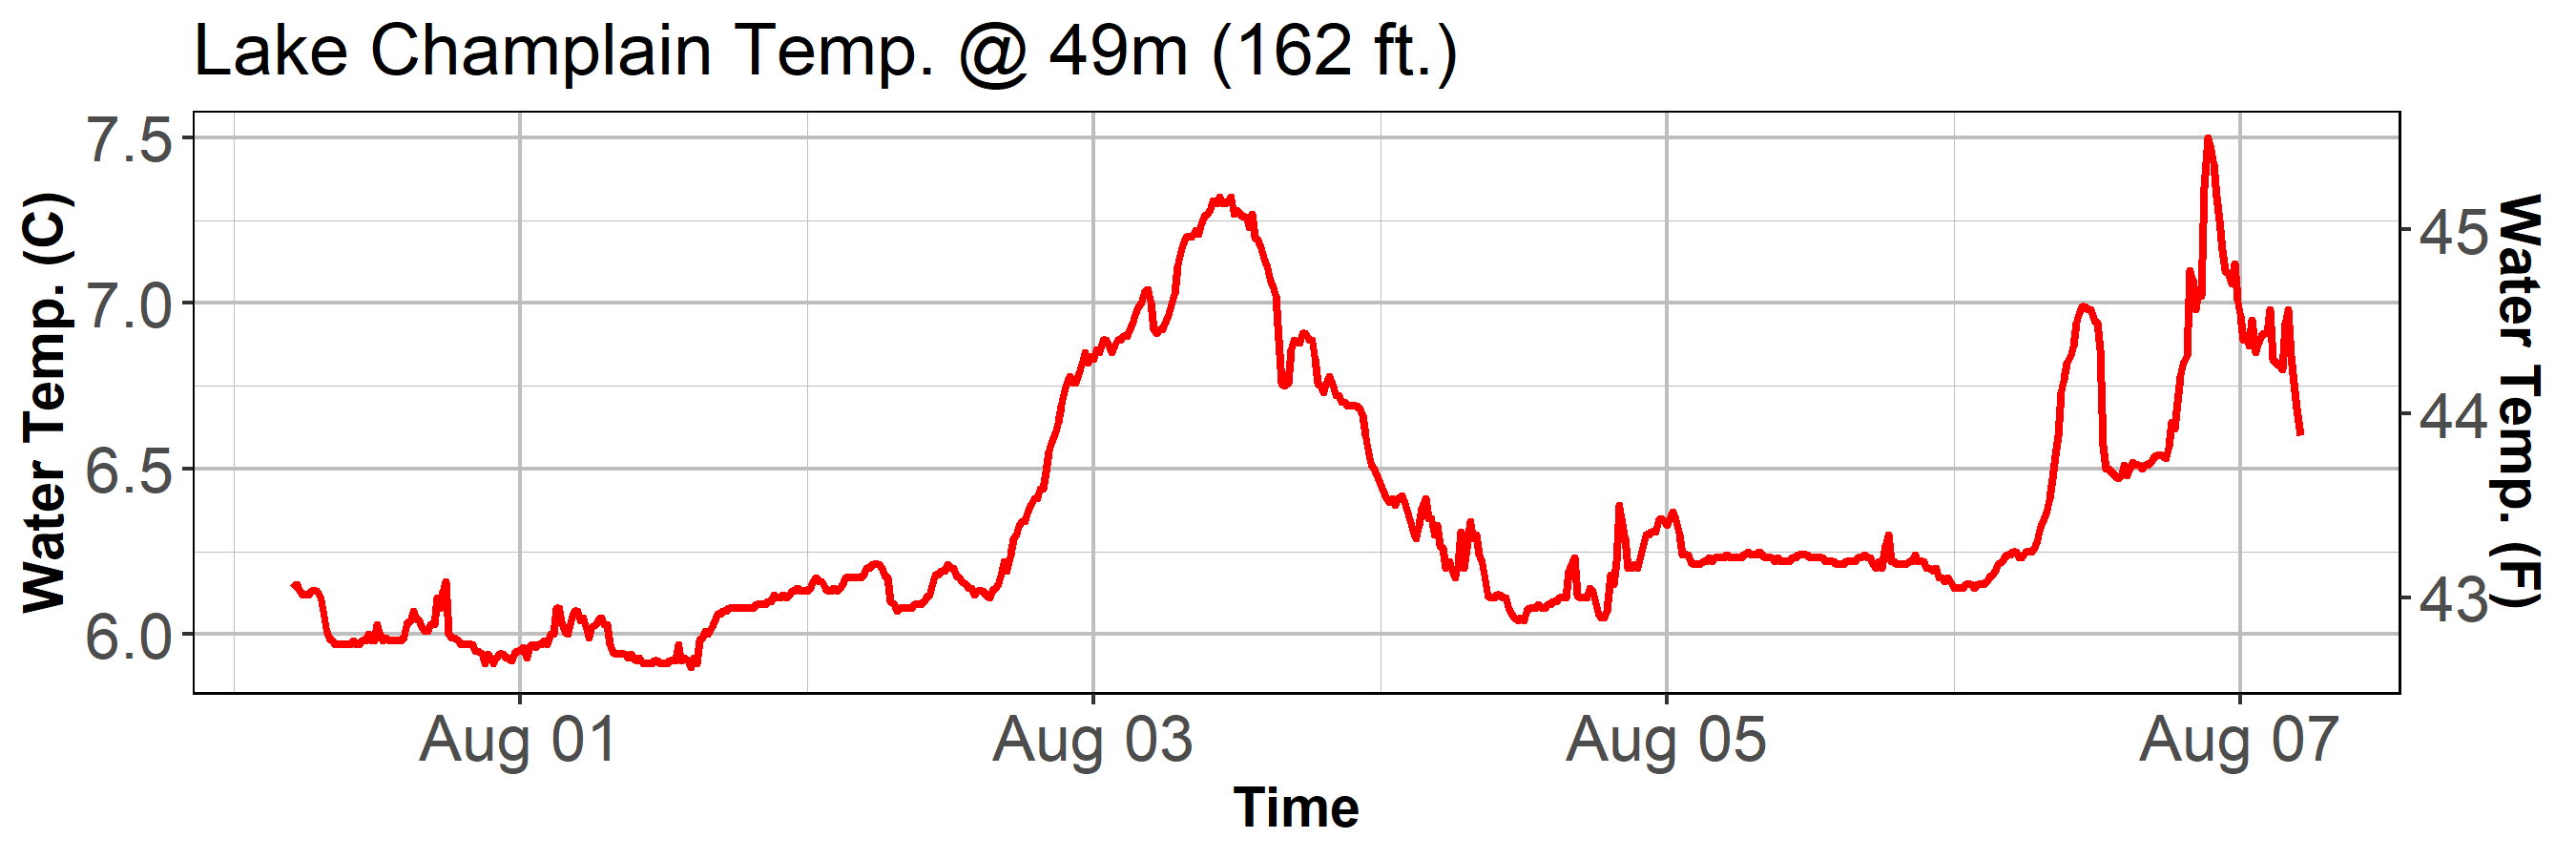 Lake Champlain Temp. @ 49m (162 ft.)
Water Temp. (C)
7.5
7.0
6.5
6.0
45
44
43
Water Temp. (F)
Aug 01 Aug 03 Aug 05 Aug 07
Time